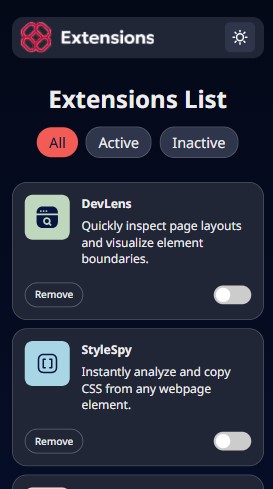 Extensions
Extensions List
All
Active
Inactive
DevLens
Quickly inspect page layouts
and visualize element
boundaries.
Remove
StyleSpy
Instantly analyze and copy
CSS from any webpage
element.
Remove